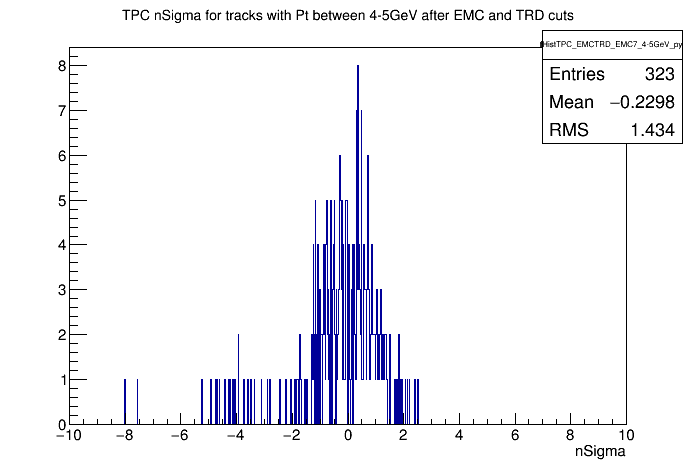 TPC nSigma for tracks with Pt between 4-5GeV after EMC and TRD cuts
HistTPC_EMCTRD_EMC7_4-5GeV_py
Entries 323
Mean −0.2298
RMS 1.434
8
7
6
5
4
3
2
1
0
−10 −8 −6 −4 −2 0 2 4 6 8 10
nSigma